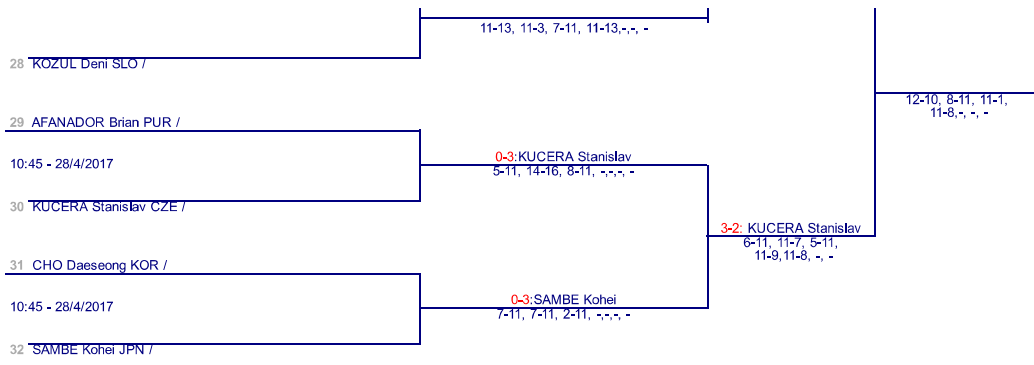 11-13, 11-3, 7-11, 11-13,-,-, -
28 KOZUL Deni SLO /
12-10, 8-11, 11-1,
11-8,-, -, -
29 AFANADOR Brian PUR /
10:45 - 28/4/2017
0-3:KUCERA Stanislav
5-11, 14-16, 8-11, -,-,-, -
30 KUCERA Stanislav CZE /
3-2: KUCERA Stanislav
6-11, 11-7, 5-11,
11-9,11-8, -, -
31 CHO Daeseong KOR /
10:45 - 28/4/2017
0-3:SAMBE Kohei
7-11, 7-11, 2-11, -,-,-, -
32 SAMBE Kohei JPN /